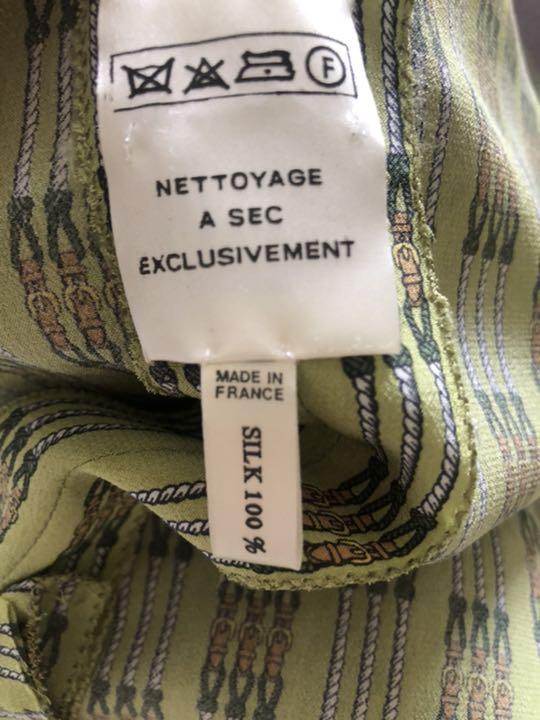 F
NETTOYAGE
A SEC
EXCLUSIVEMENT
MADE IN
FRANCE
SILK 100 %